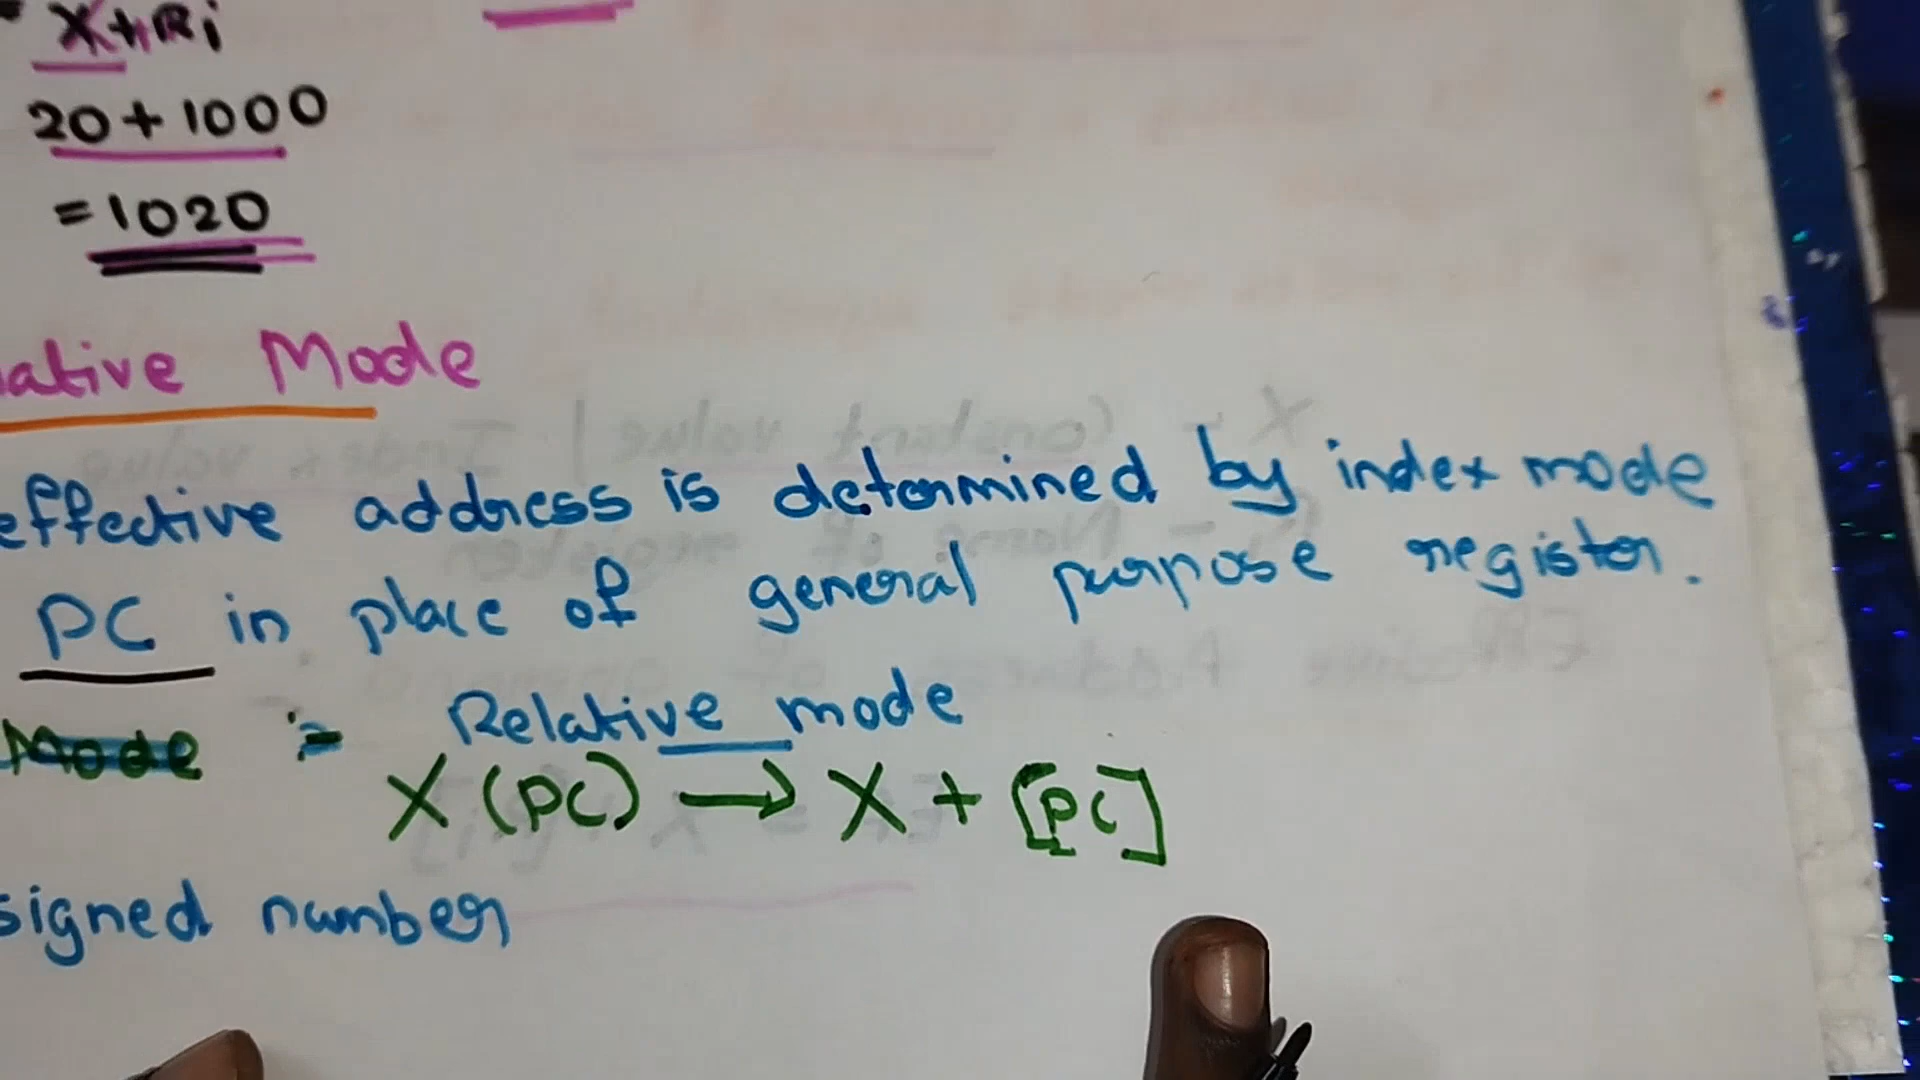 X+Ri
20+1000
=1020
ative Mode
effective address is determined by index mode
PC in place of general purpose register.
Mode :- Relative mode
X (PC) → X + [PC]
signed number